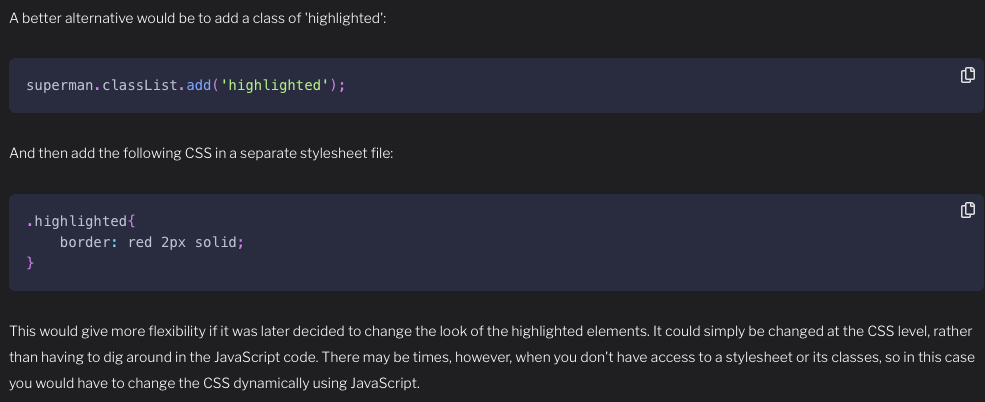 A better alternative would be to add a class of 'highlighted':
superman.classList.add('highlighted');
And then add the following CSS in a separate stylesheet file:
.highlighted{
    border: red 2px solid;
}
This would give more flexibility if it was later decided to change the look of the highlighted elements. It could simply be changed at the CSS level, rather
than having to dig around in the JavaScript code. There may be times, however, when you don't have access to a stylesheet or its classes, so in this case
you would have to change the CSS dynamically using JavaScript.